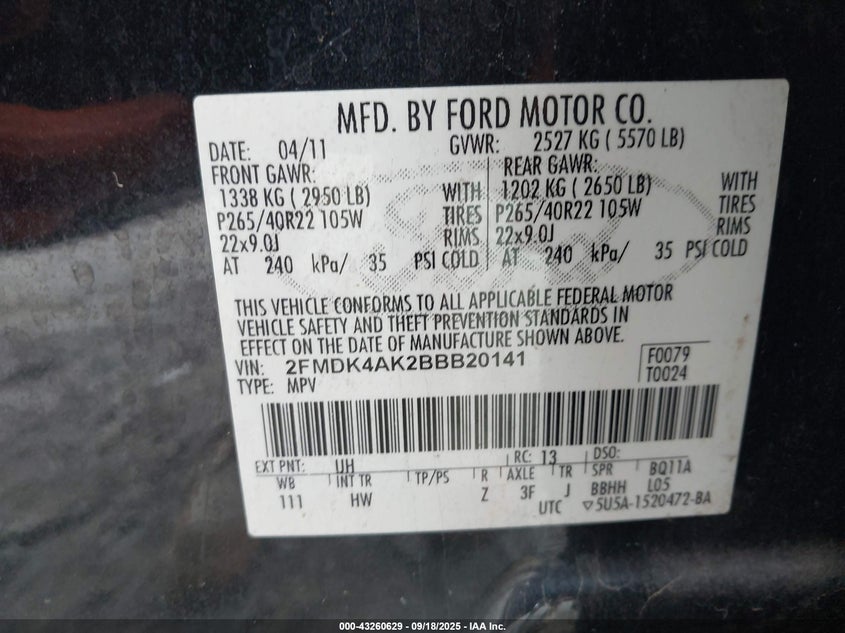 MFD. BY FORD MOTOR CO.
DATE: 04/11 GVWR: 2527 KG ( 5570 LB)
FRONT GAWR: REAR GAWR:
1338 KG ( 2950 LB) WITH 1202 KG ( 2650 LB) WITH
P265/40R22 105W TIRES P265/40R22 105W TIRES
22x9.0J RIMS 22x9.0J RIMS
AT 240 kPa/ 35 PSI COLD AT 240 kPa/ 35 PSI COLD
THIS VEHICLE CONFORMS TO ALL APPLICABLE FEDERAL MOTOR
VEHICLE SAFETY AND THEFT PREVENTION STANDARDS IN
EFFECT ON THE DATE OF MANUFACTURE SHOWN ABOVE.
VIN: 2FMDK4AK2BBB20141 F0079
TYPE: MPV T0024
EXT PNT: UH RC: 13 DSO:
WB INT TR TP/PS R AXLE TR SPR BQ11A
111 HW Z 3F J BBHH L05
UTC ▽5U5A-1520472-BA
000-43260629 - 09/18/2025 - IAA Inc.